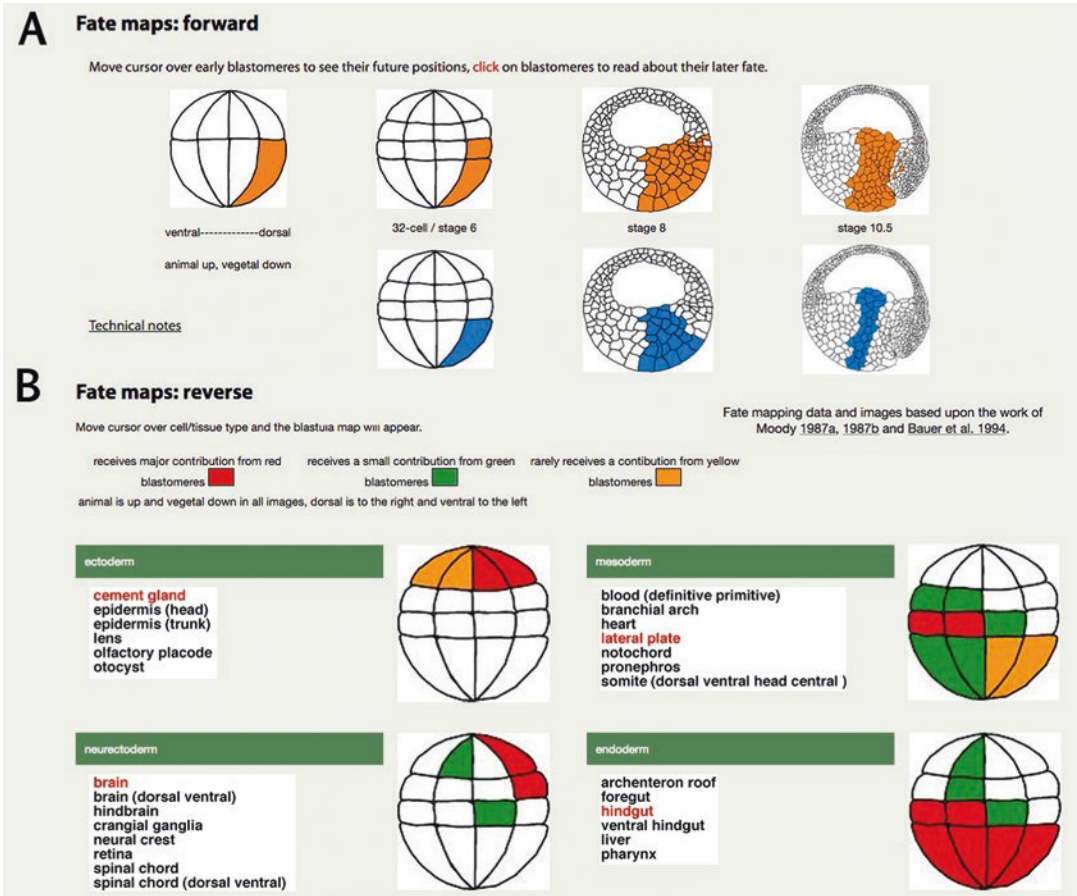 A
Fate maps: forward
Move cursor over early blastomeres to see their future positions, click on blastomeres to read about their later fate.
ventral-------------dorsal
32-cell / stage 6
stage 8
stage 10.5
animal up, vegetal down
Technical notes
B
Fate maps: reverse
Move cursor over cell/tissue type and the blastula map will appear.
Fate mapping data and images based upon the work of
Moody 1987a, 1987b and Bauer et al. 1994.
receives major contribution from red
blastomeres
receives a small contribution from green
blastomeres
rarely receives a contibution from yellow
blastomeres
animal is up and vegetal down in all images, dorsal is to the right and ventral to the left
ectoderm
cement gland
epidermis (head)
epidermis (trunk)
lens
olfactory placode
otocyst
mesoderm
blood (definitive primitive)
branchial arch
heart
lateral plate
notochord
pronephros
somite (dorsal ventral head central )
neurectoderm
brain
brain (dorsal ventral)
hindbrain
crangial ganglia
neural crest
retina
spinal chord
spinal chord (dorsal ventral)
endoderm
archenteron roof
foregut
hindgut
ventral hindgut
liver
pharynx